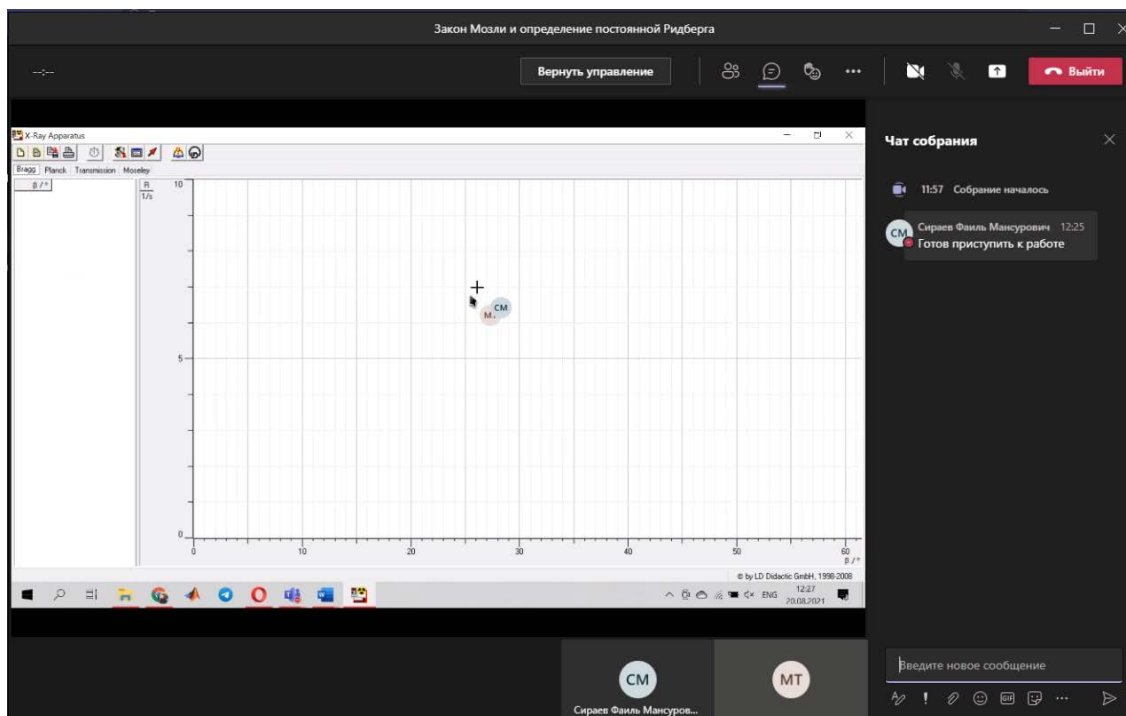 Закон Мозли и определение постоянной Ридберга
--:--
Вернуть управление
Выйти
X-Ray Apparatus
Bragg Planck Transmission Moseley
β / °
R
1/s
10
5
0
0 10 20 30 40 50 60
β / °
© by LD Didactic GmbH, 1998-2008
ENG
12:27
20.08.2021
CM
M.
Чат собрания
11:57 Собрание началось
СМ
Сираев Фаиль Мансурович 12:25
Готов приступить к работе
СМ
Сираев Фаиль Мансуров...
МТ
Введите новое сообщение
GIF